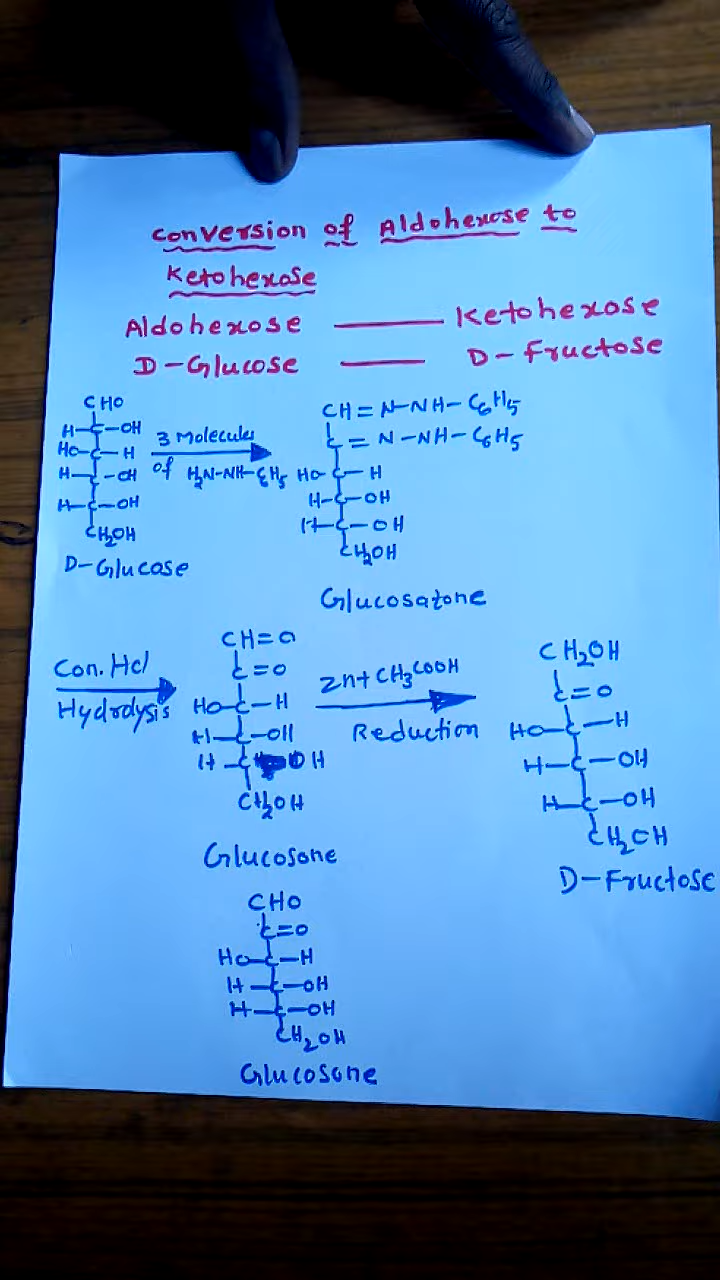 Conversion of Aldohexose to
Ketohexose
Aldohexose —— Ketohexose
D-Glucose —— D-Fructose
CHO
H-C-OH
HO-C-H
H-C-OH
H-C-OH
CH2OH
D-Glucose
3 Molecules
of H2N-NH-C6H5
CH=N-NH-C6H5
C=N-NH-C6H5
HO-C-H
H-C-OH
H-C-OH
CH2OH
Glucosazone
Con. Hcl
Hydrolysis
CH=O
C=O
HO-C-H
H-C-OH
H-C-OH
CH2OH
Glucosone
Zn+CH3COOH
Reduction
CH2OH
C=O
HO-C-H
H-C-OH
H-C-OH
CH2OH
D-Fructose
CHO
C=O
HO-C-H
H-C-OH
H-C-OH
CH2OH
Glucosone